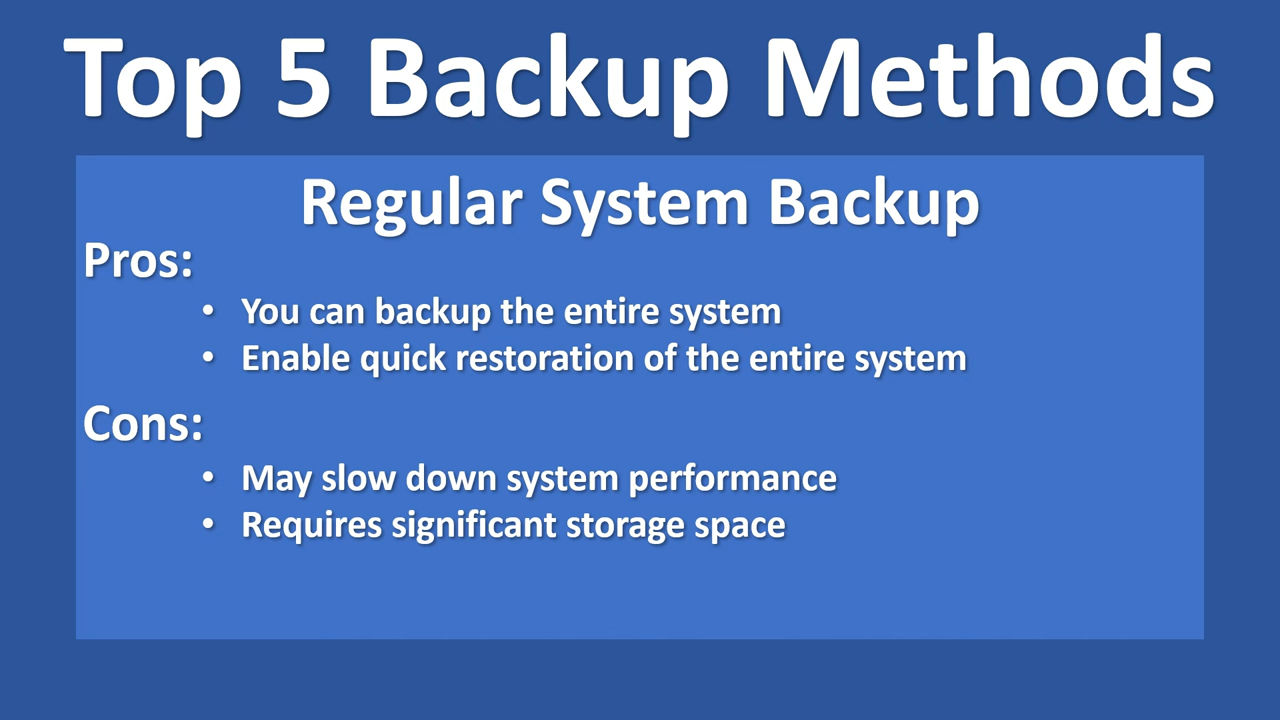 Top 5 Backup Methods
Regular System Backup
Pros:
• You can backup the entire system
• Enable quick restoration of the entire system
Cons:
• May slow down system performance
• Requires significant storage space